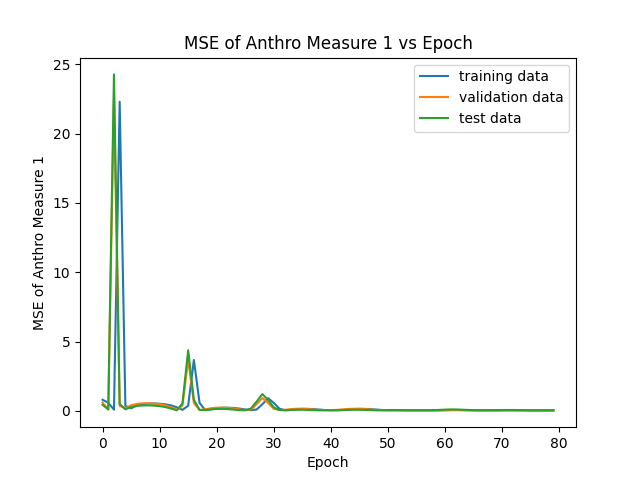 MSE of Anthro Measure 1 vs Epoch
training data
validation data
test data
MSE of Anthro Measure 1
25
20
15
10
5
0
0 10 20 30 40 50 60 70 80
Epoch